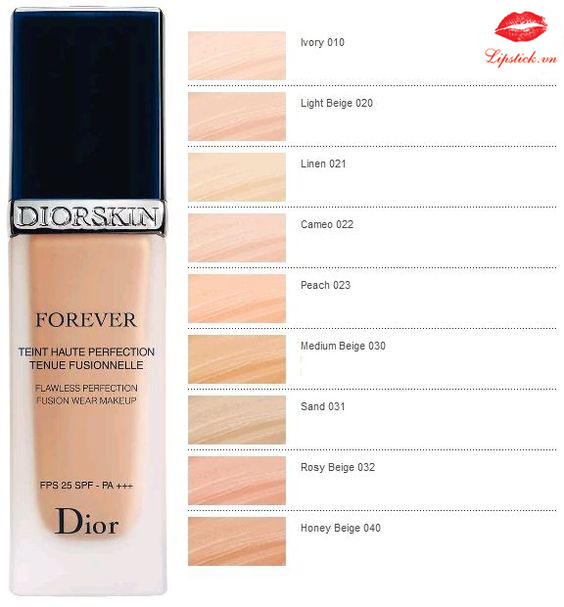 Lipstick.vn
DIORSKIN
FOREVER
TEINT HAUTE PERFECTION
TENUE FUSIONNELLE
FLAWLESS PERFECTION
FUSION WEAR MAKEUP
FPS 25 SPF - PA +++
Dior
Ivory 010
Light Beige 020
Linen 021
Cameo 022
Peach 023
Medium Beige 030
Sand 031
Rosy Beige 032
Honey Beige 040